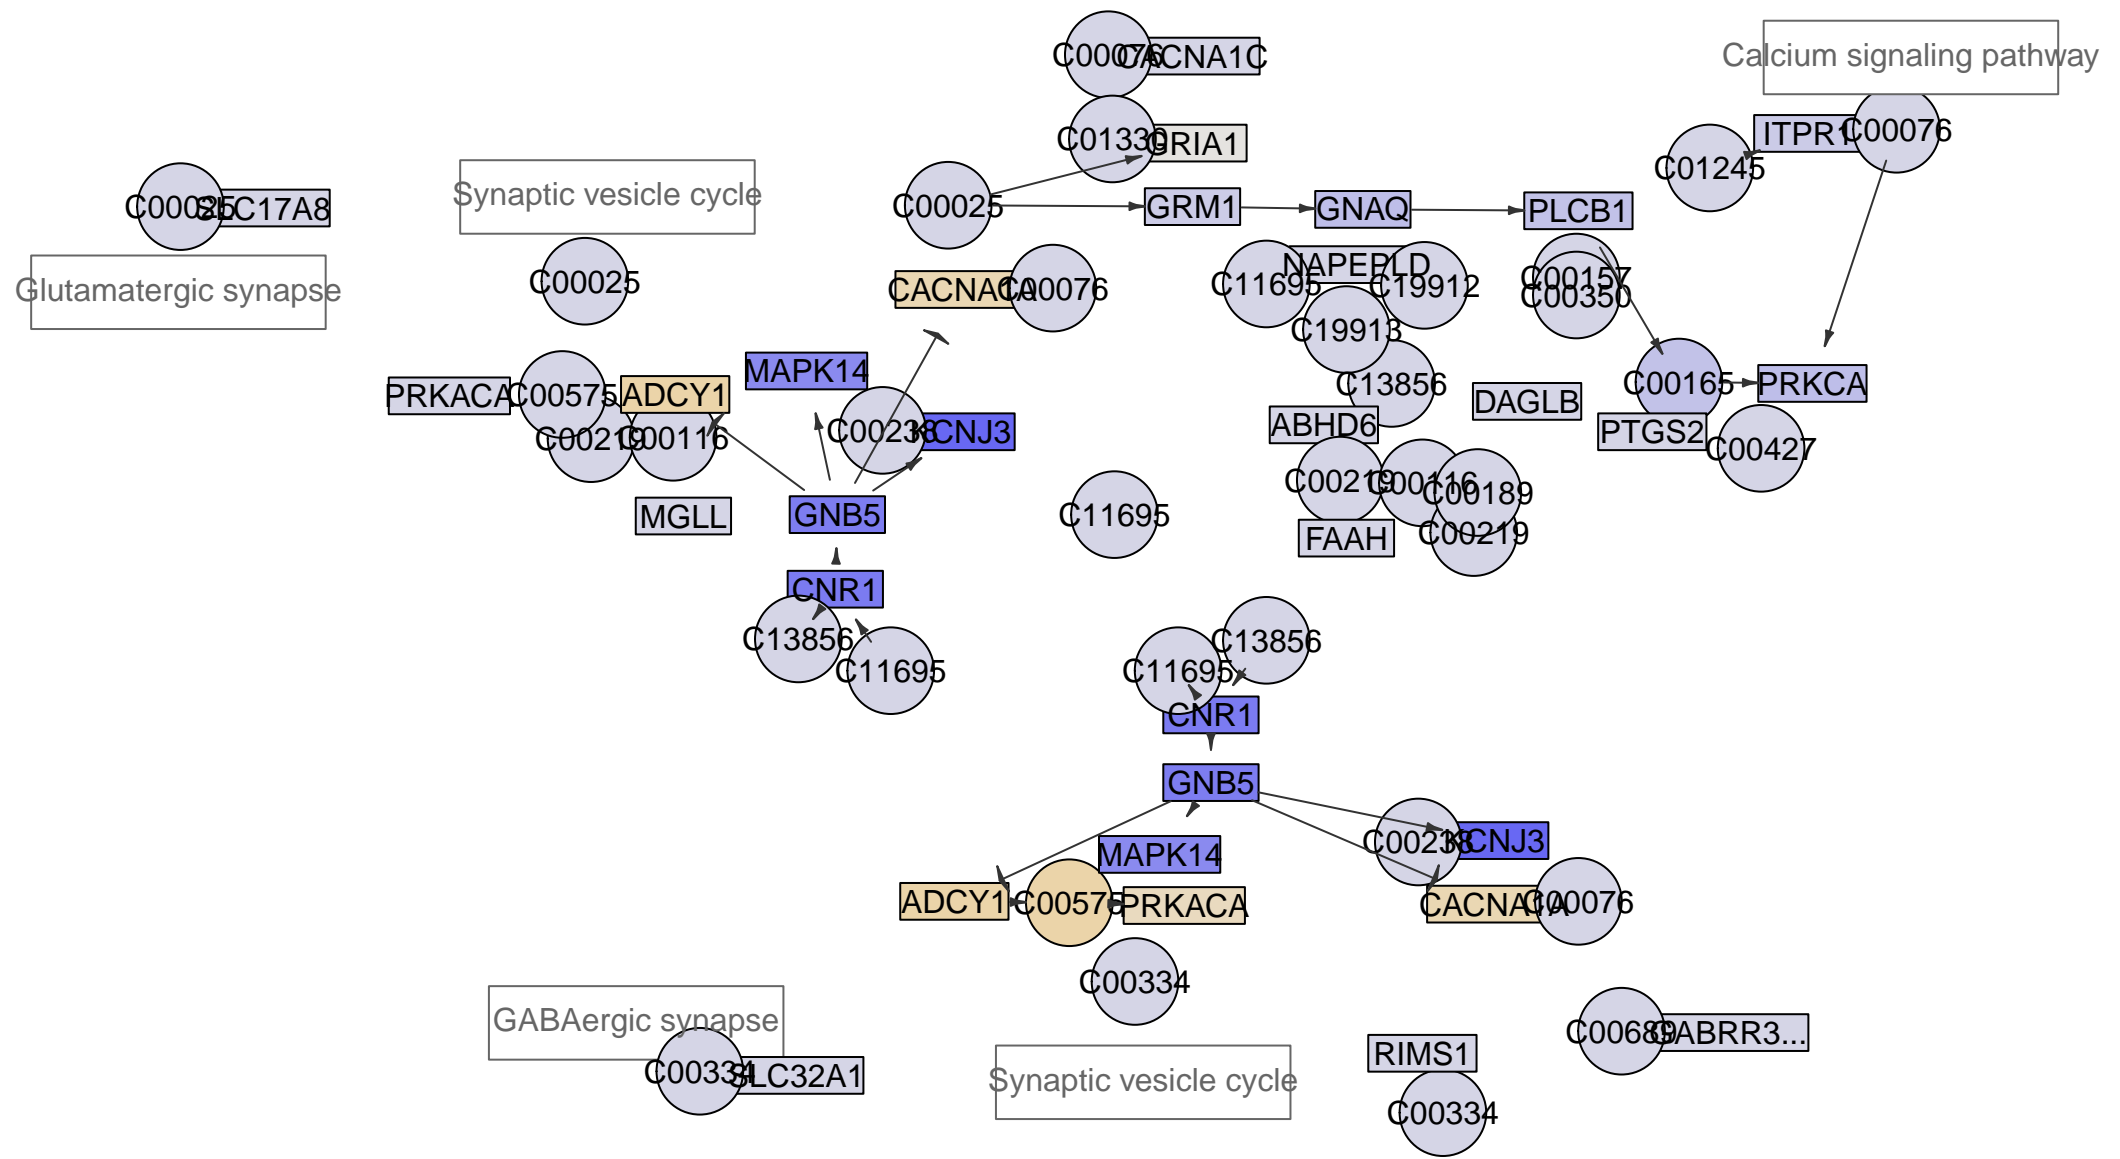 C00076
CACNA1C
Calcium signaling pathway
C01330
GRIA1
ITPR1
C00076
C01245
C00025
SLC17A8
Synaptic vesicle cycle
C00025
GRM1
GNAQ
PLCB1
Glutamatergic synapse
C00025
CACNA1A
C00076
C11695
NAPEPLD
C19912
C00157
C00350
C19913
MAPK14
C13856
C00165
PRKCA
PRKACA
C00575
ADCY1
DAGLB
C00219
C00116
C00238
KCNJ3
ABHD6
PTGS2
C00427
MGLL
GNB5
C11695
C00219
C00116
C00189
FAAH
C00219
CNR1
C13856
C11695
C11695
C13856
CNR1
GNB5
MAPK14
C00238
KCNJ3
ADCY1
C00575
PRKACA
CACNA1A
C00076
C00334
GABAergic synapse
C00334
SLC32A1
Synaptic vesicle cycle
RIMS1
C00334
C00689
GABRR3...